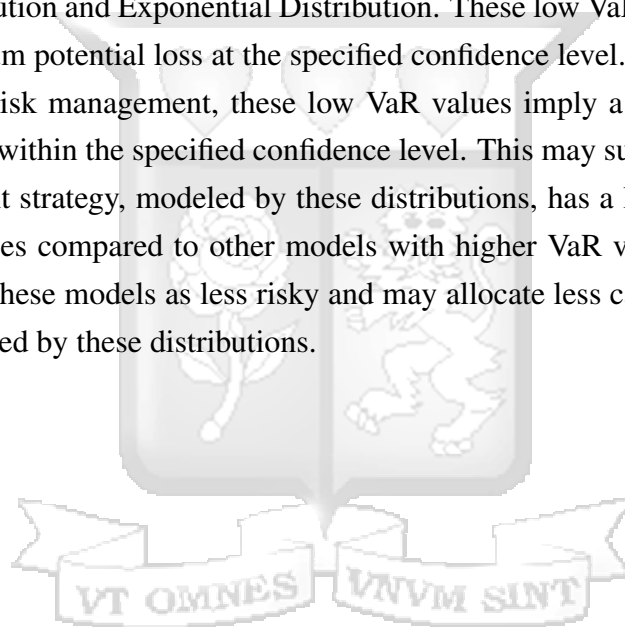 ution and Exponential Distribution. These low Va
m potential loss at the specified confidence level.
isk management, these low VaR values imply a
within the specified confidence level. This may su
t strategy, modeled by these distributions, has a
es compared to other models with higher VaR v
hese models as less risky and may allocate less c
ed by these distributions.
VT OMNES VNVM SINT